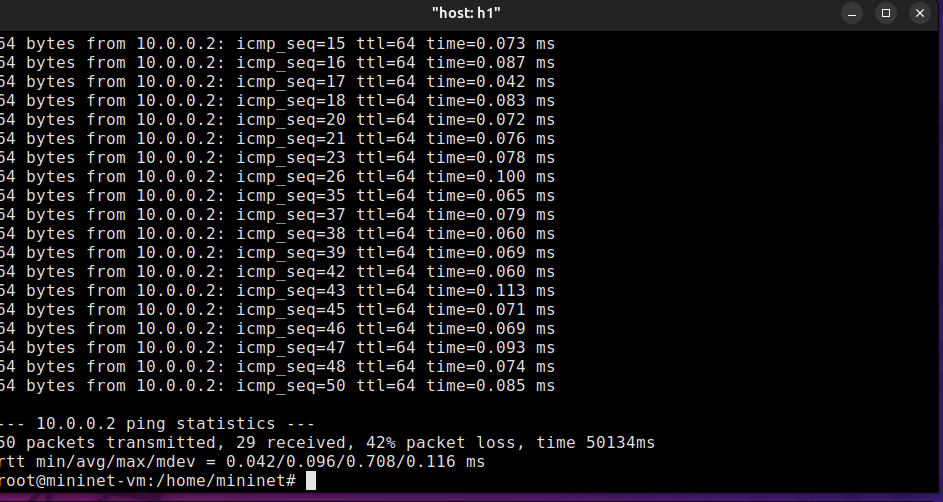 "host: h1"
64 bytes from 10.0.0.2: icmp_seq=15 ttl=64 time=0.073 ms
64 bytes from 10.0.0.2: icmp_seq=16 ttl=64 time=0.087 ms
64 bytes from 10.0.0.2: icmp_seq=17 ttl=64 time=0.042 ms
64 bytes from 10.0.0.2: icmp_seq=18 ttl=64 time=0.083 ms
64 bytes from 10.0.0.2: icmp_seq=20 ttl=64 time=0.072 ms
64 bytes from 10.0.0.2: icmp_seq=21 ttl=64 time=0.076 ms
64 bytes from 10.0.0.2: icmp_seq=23 ttl=64 time=0.078 ms
64 bytes from 10.0.0.2: icmp_seq=26 ttl=64 time=0.100 ms
64 bytes from 10.0.0.2: icmp_seq=35 ttl=64 time=0.065 ms
64 bytes from 10.0.0.2: icmp_seq=37 ttl=64 time=0.079 ms
64 bytes from 10.0.0.2: icmp_seq=38 ttl=64 time=0.060 ms
64 bytes from 10.0.0.2: icmp_seq=39 ttl=64 time=0.069 ms
64 bytes from 10.0.0.2: icmp_seq=42 ttl=64 time=0.060 ms
64 bytes from 10.0.0.2: icmp_seq=43 ttl=64 time=0.113 ms
64 bytes from 10.0.0.2: icmp_seq=45 ttl=64 time=0.071 ms
64 bytes from 10.0.0.2: icmp_seq=46 ttl=64 time=0.069 ms
64 bytes from 10.0.0.2: icmp_seq=47 ttl=64 time=0.093 ms
64 bytes from 10.0.0.2: icmp_seq=48 ttl=64 time=0.074 ms
64 bytes from 10.0.0.2: icmp_seq=50 ttl=64 time=0.085 ms
--- 10.0.0.2 ping statistics ---
50 packets transmitted, 29 received, 42% packet loss, time 50134ms
rtt min/avg/max/mdev = 0.042/0.096/0.708/0.116 ms
root@mininet-vm:/home/mininet#